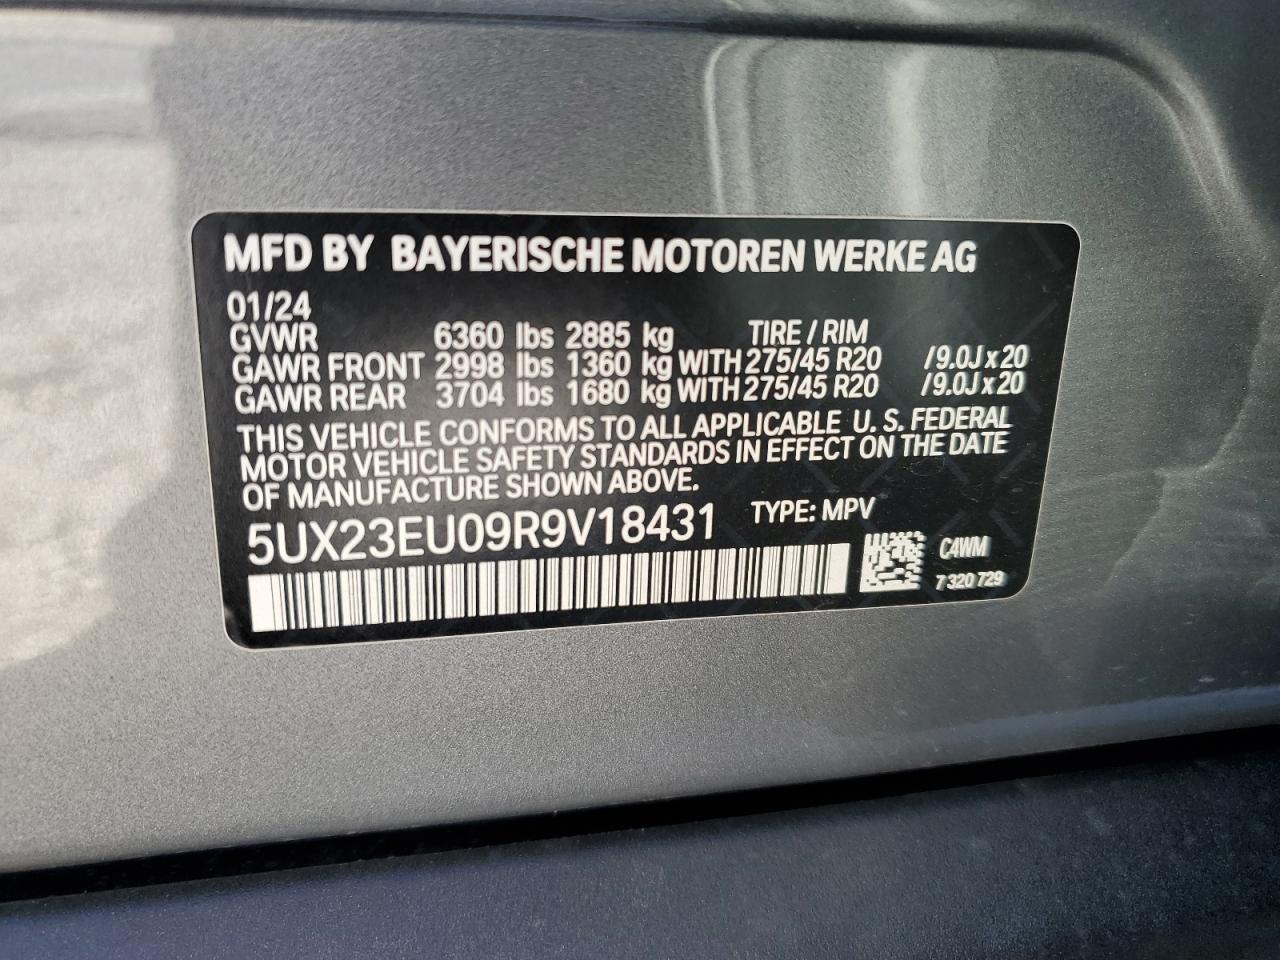 MFD BY BAYERISCHE MOTOREN WERKE AG
01/24
GVWR 6360 lbs 2885 kg TIRE / RIM
GAWR FRONT 2998 lbs 1360 kg WITH 275/45 R20 / 9.0J x 20
GAWR REAR 3704 lbs 1680 kg WITH 275/45 R20 / 9.0J x 20
THIS VEHICLE CONFORMS TO ALL APPLICABLE U. S. FEDERAL
MOTOR VEHICLE SAFETY STANDARDS IN EFFECT ON THE DATE
OF MANUFACTURE SHOWN ABOVE.
5UX23EU09R9V18431 TYPE: MPV
C4WM
7 320 729